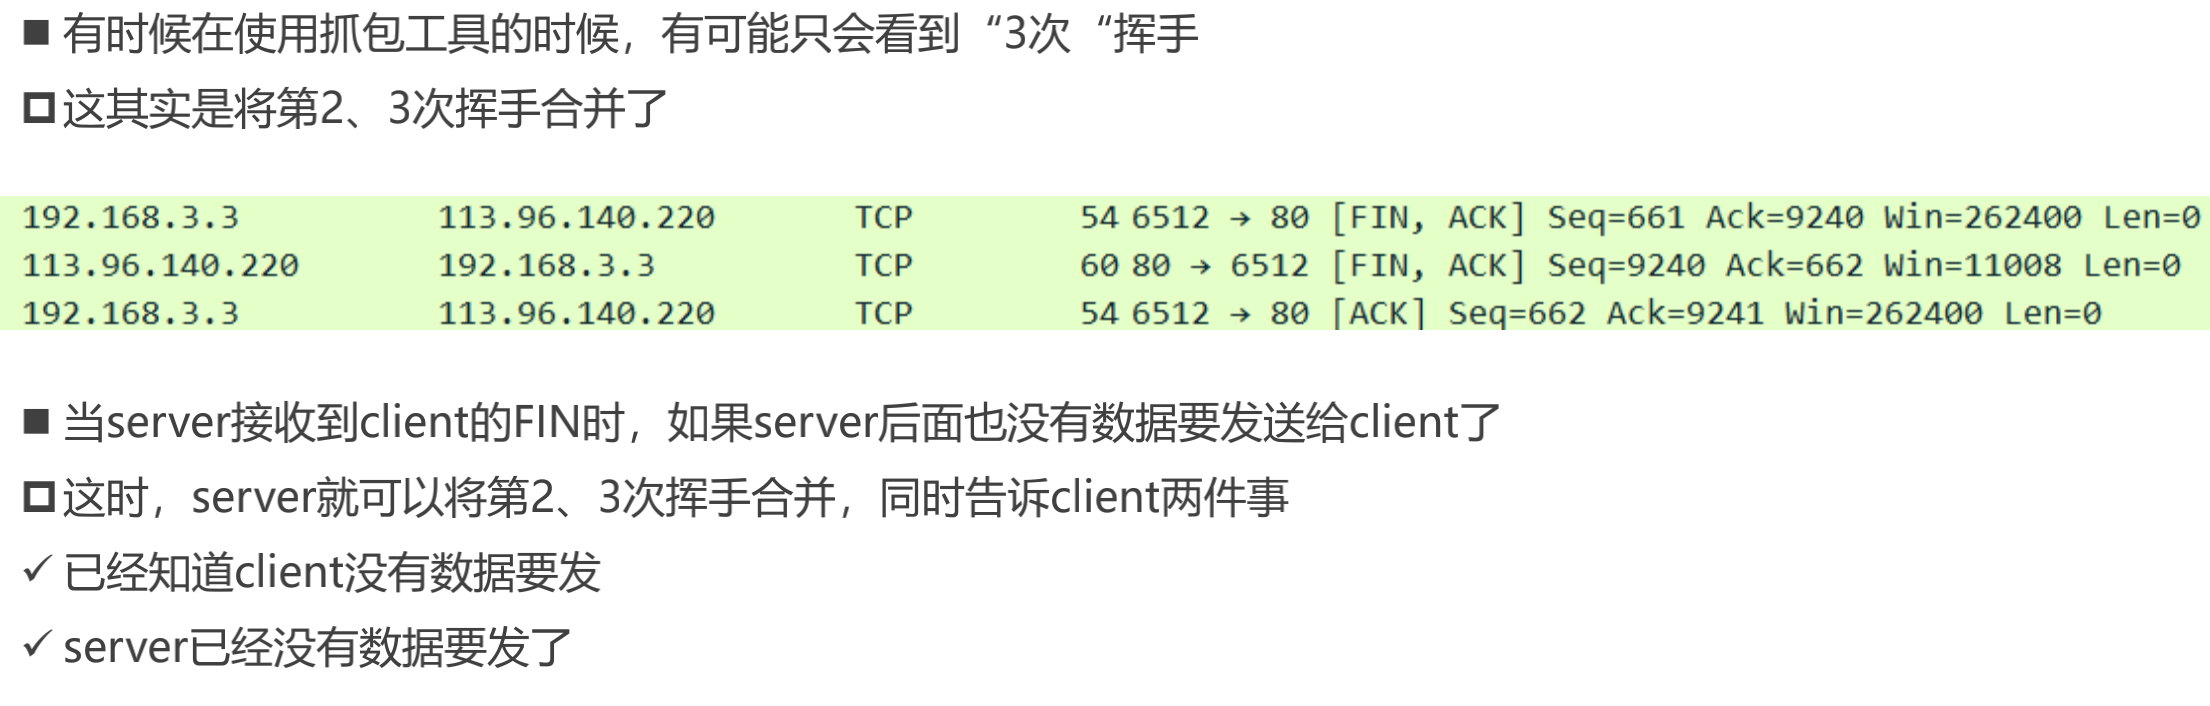 ■ 有时候在使用抓包工具的时候，有可能只会看到“3次“挥手
这其实是将第2、3次挥手合并了
192.168.3.3 113.96.140.220 TCP 54 6512 → 80 [FIN, ACK] Seq=661 Ack=9240 Win=262400 Len=0
113.96.140.220 192.168.3.3 TCP 60 80 → 6512 [FIN, ACK] Seq=9240 Ack=662 Win=11008 Len=0
192.168.3.3 113.96.140.220 TCP 54 6512 → 80 [ACK] Seq=662 Ack=9241 Win=262400 Len=0
■ 当server接收到client的FIN时，如果server后面也没有数据要发送给client了
这时，server就可以将第2、3次挥手合并，同时告诉client两件事
✓ 已经知道client没有数据要发
✓ server已经没有数据要发了